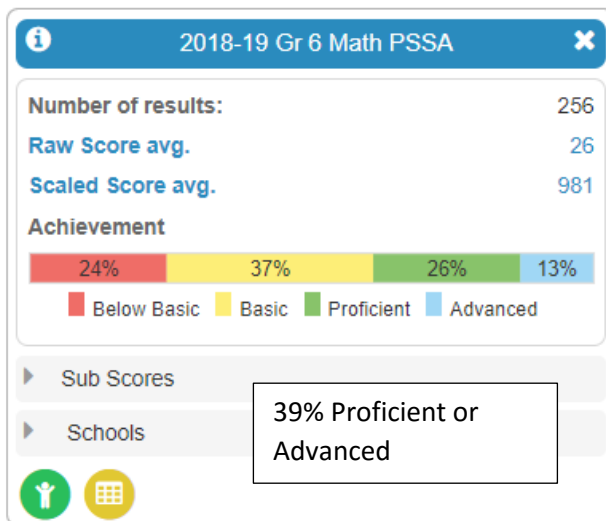 2018-19 Gr 6 Math PSSA
Number of results: 256
Raw Score avg. 26
Scaled Score avg. 981
Achievement
24% 37% 26% 13%
Below Basic Basic Proficient Advanced
Sub Scores
Schools
39% Proficient or
Advanced